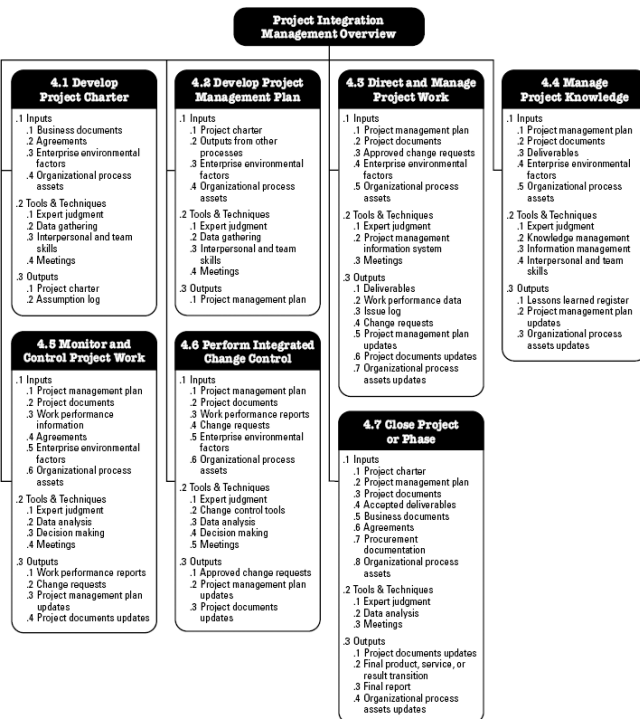 Project Integration
Management Overview
4.1 Develop
Project Charter
.1 Inputs
.1 Business documents
.2 Agreements
.3 Enterprise environmental
factors
.4 Organizational process
assets
.2 Tools & Techniques
.1 Expert judgment
.2 Data gathering
.3 Interpersonal and team
skills
.4 Meetings
.3 Outputs
.1 Project charter
.2 Assumption log
4.2 Develop Project
Management Plan
.1 Inputs
.1 Project charter
.2 Outputs from other
processes
.3 Enterprise environmental
factors
.4 Organizational process
assets
.2 Tools & Techniques
.1 Expert judgment
.2 Data gathering
.3 Interpersonal and team
skills
.4 Meetings
.3 Outputs
.1 Project management plan
4.3 Direct and Manage
Project Work
.1 Inputs
.1 Project management plan
.2 Project documents
.3 Approved change requests
.4 Enterprise environmental
factors
.5 Organizational process
assets
.2 Tools & Techniques
.1 Expert judgment
.2 Project management
information system
.3 Meetings
.3 Outputs
.1 Deliverables
.2 Work performance data
.3 Issue log
.4 Change requests
.5 Project management plan
updates
.6 Project documents updates
.7 Organizational process
assets updates
4.4 Manage
Project Knowledge
.1 Inputs
.1 Project management plan
.2 Project documents
.3 Deliverables
.4 Enterprise environmental
factors
.5 Organizational process
assets
.2 Tools & Techniques
.1 Expert judgment
.2 Knowledge management
.3 Information management
.4 Interpersonal and team
skills
.3 Outputs
.1 Lessons learned register
.2 Project management plan
updates
.3 Organizational process
assets updates
4.5 Monitor and
Control Project Work
.1 Inputs
.1 Project management plan
.2 Project documents
.3 Work performance
information
.4 Agreements
.5 Enterprise environmental
factors
.6 Organizational process
assets
.2 Tools & Techniques
.1 Expert judgment
.2 Data analysis
.3 Decision making
.4 Meetings
.3 Outputs
.1 Work performance reports
.2 Change requests
.3 Project management plan
updates
.4 Project documents updates
4.6 Perform Integrated
Change Control
.1 Inputs
.1 Project management plan
.2 Project documents
.3 Work performance reports
.4 Change requests
.5 Enterprise environmental
factors
.6 Organizational process
assets
.2 Tools & Techniques
.1 Expert judgment
.2 Change control tools
.3 Data analysis
.4 Decision making
.5 Meetings
.3 Outputs
.1 Approved change requests
.2 Project management plan
updates
.3 Project documents
updates
4.7 Close Project
or Phase
.1 Inputs
.1 Project charter
.2 Project management plan
.3 Project documents
.4 Accepted deliverables
.5 Business documents
.6 Agreements
.7 Procurement
documentation
.8 Organizational process
assets
.2 Tools & Techniques
.1 Expert judgment
.2 Data analysis
.3 Meetings
.3 Outputs
.1 Project documents updates
.2 Final product, service, or
result transition
.3 Final report
.4 Organizational process
assets updates